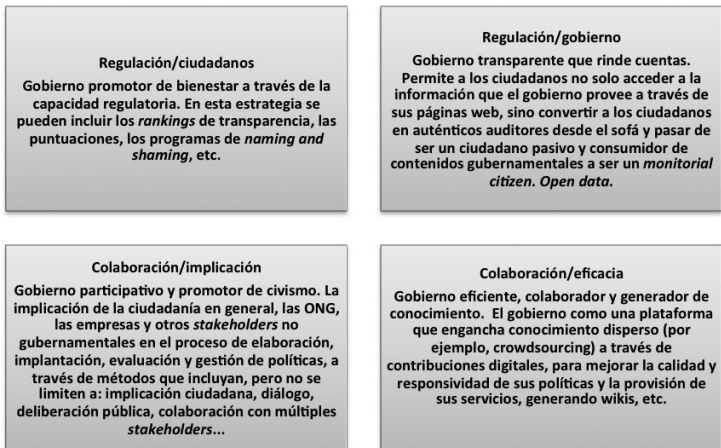 Regulación/ciudadanos
Gobierno promotor de bienestar a través de la
capacidad regulatoria. En esta estrategia se
pueden incluir los rankings de transparencia, las
puntuaciones, los programas de naming and
shaming, etc.
Regulación/gobierno
Gobierno transparente que rinde cuentas.
Permite a los ciudadanos no solo acceder a la
información que el gobierno provee a través de
sus páginas web, sino convertir a los ciudadanos
en auténticos auditores desde el sofá y pasar de
ser un ciudadano pasivo y consumidor de
contenidos gubernamentales a ser un monitorial
citizen. Open data.
Colaboración/implicación
Gobierno participativo y promotor de civismo. La
implicación de la ciudadanía en general, las ONG,
las empresas y otros stakeholders no
gubernamentales en el proceso de elaboración,
implantación, evaluación y gestión de políticas, a
través de métodos que incluyan, pero no se
limiten a: implicación ciudadana, diálogo,
deliberación pública, colaboración con múltiples
stakeholders...
Colaboración/eficacia
Gobierno eficiente, colaborador y generador de
conocimiento. El gobierno como una plataforma
que engancha conocimiento disperso (por
ejemplo, crowdsourcing) a través de
contribuciones digitales, para mejorar la calidad y
responsividad de sus políticas y la provisión de
sus servicios, generando wikis, etc.